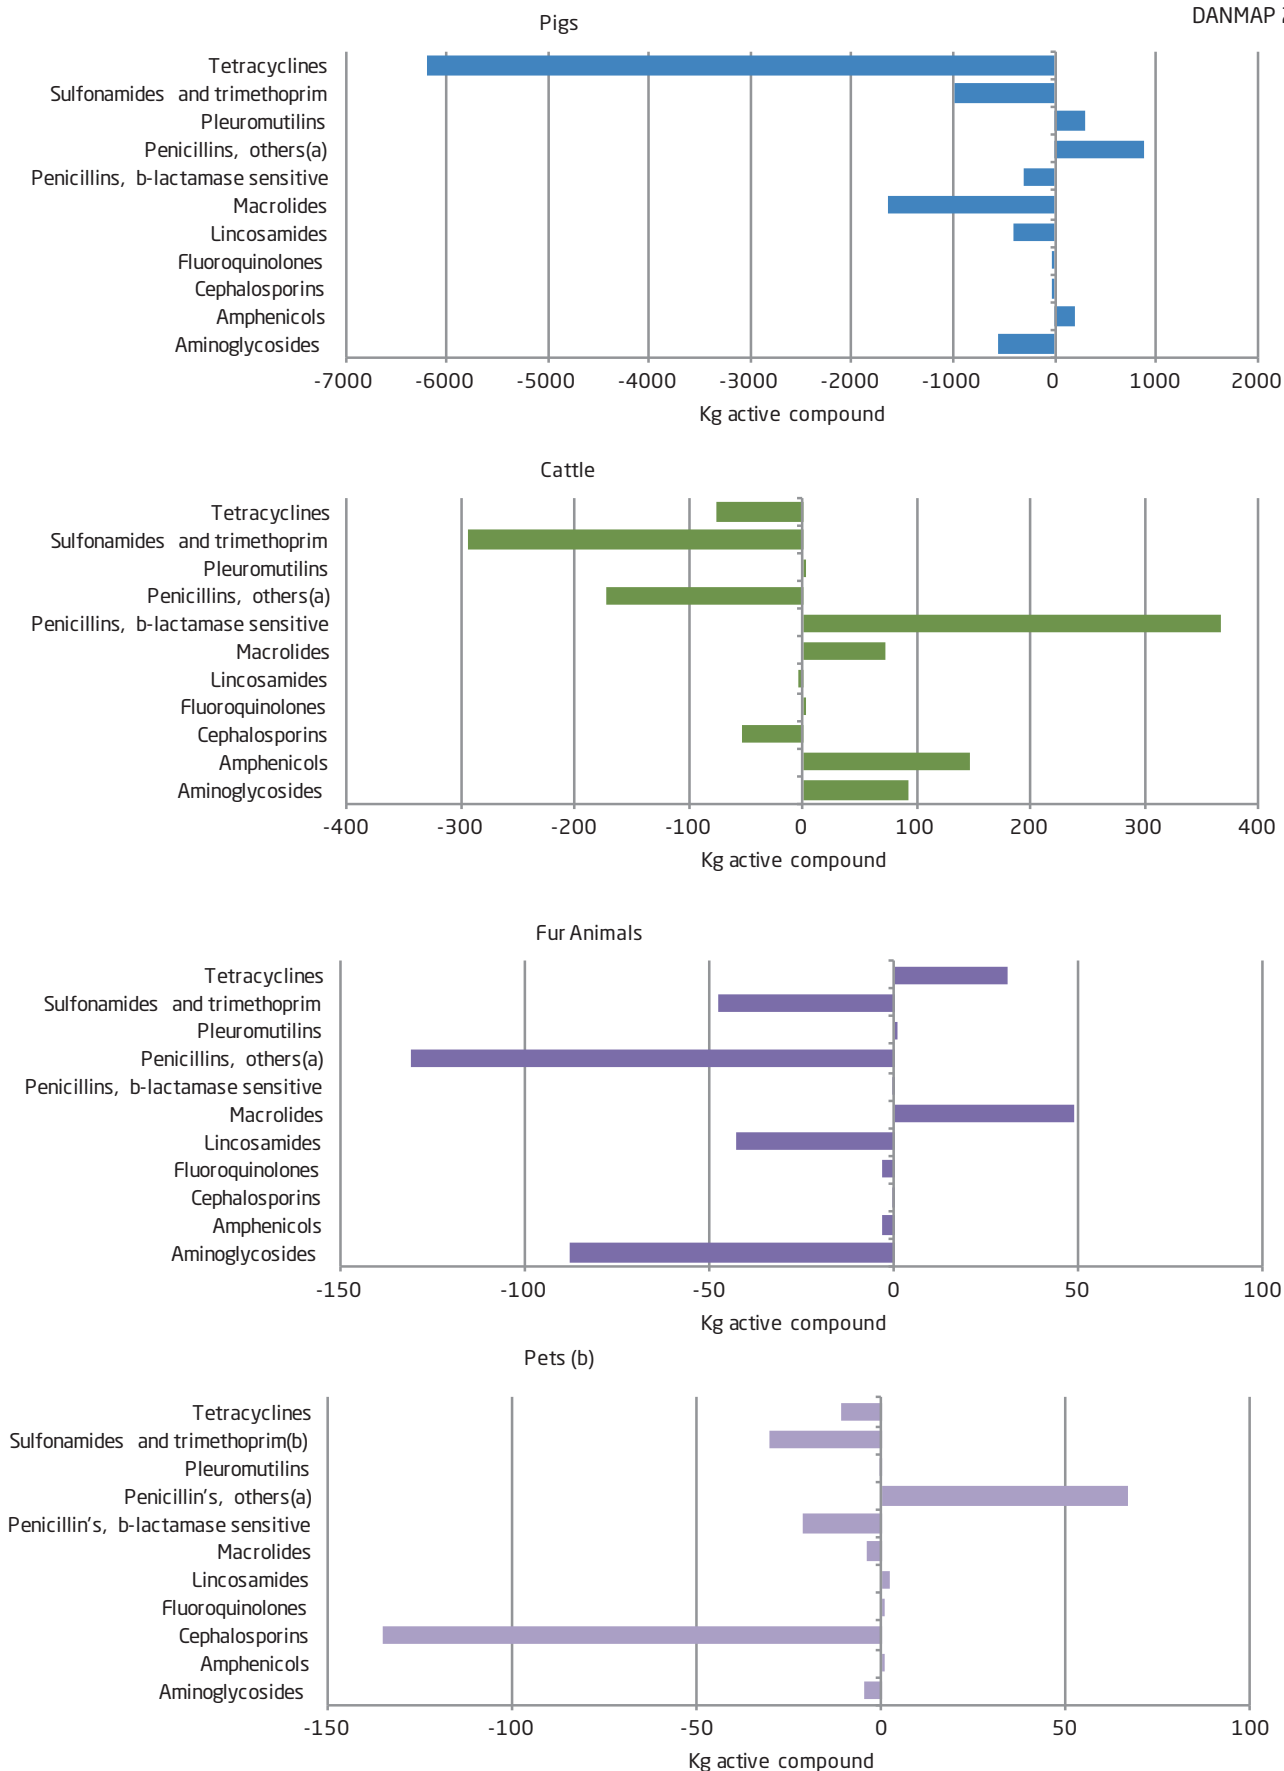 DANMAP
Pigs
Tetracyclines
Sulfonamides and trimethoprim
Pleuromutilins
Penicillins, others(a)
Penicillins, b-lactamase sensitive
Macrolides
Lincosamides
Fluoroquinolones
Cephalosporins
Amphenicols
Aminoglycosides
-7000 -6000 -5000 -4000 -3000 -2000 -1000 0 1000 2000
Kg active compound
Cattle
Tetracyclines
Sulfonamides and trimethoprim
Pleuromutilins
Penicillins, others(a)
Penicillins, b-lactamase sensitive
Macrolides
Lincosamides
Fluoroquinolones
Cephalosporins
Amphenicols
Aminoglycosides
-400 -300 -200 -100 0 100 200 300 400
Kg active compound
Fur Animals
Tetracyclines
Sulfonamides and trimethoprim
Pleuromutilins
Penicillins, others(a)
Penicillins, b-lactamase sensitive
Macrolides
Lincosamides
Fluoroquinolones
Cephalosporins
Amphenicols
Aminoglycosides
-150 -100 -50 0 50 100
Kg active compound
Pets (b)
Tetracyclines
Sulfonamides and trimethoprim(b)
Pleuromutilins
Penicillin's, others(a)
Penicillin's, b-lactamase sensitive
Macrolides
Lincosamides
Fluoroquinolones
Cephalosporins
Amphenicols
Aminoglycosides
-150 -100 -50 0 50 100
Kg active compound